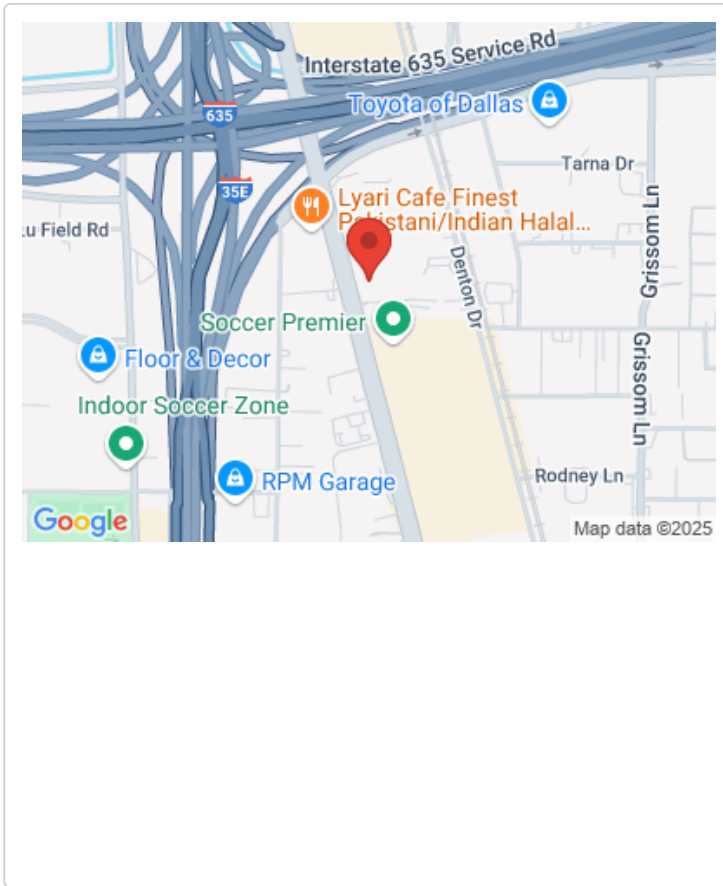 Interstate 635 Service Rd
635
Toyota of Dallas
35E
Tarna Dr
Lyari Cafe Finest
Pakistani/Indian Halal...
Lu Field Rd
Grissom Ln
Denton Dr
Soccer Premier
Floor & Decor
Grissom Ln
Indoor Soccer Zone
RPM Garage
Rodney Ln
Google
Map data ©2025